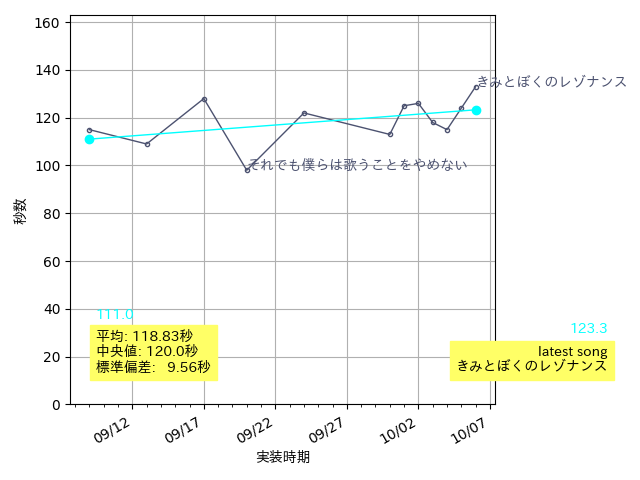 160
140
120
100
80
60
40
20
0
秒数
きみとぼくのレゾナンス
それでも僕らは歌うことをやめない
111.0
平均: 118.83秒
中央値: 120.0秒
標準偏差:   9.56秒
123.3
latest song
きみとぼくのレゾナンス
09/12
09/17
09/22
09/27
10/02
10/07
実装時期